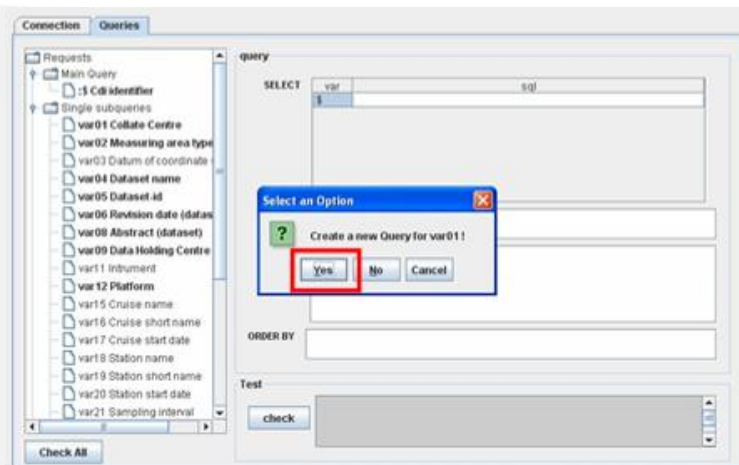 Connection Queries
Requests
Main Query
:$ Cdi identifier
Single subqueries
var01 Collate Centre
var02 Measuring area type
var03 Datum of coordinate
var04 Dataset name
var05 Dataset-id
var06 Revision date (datas
var08 Abstract (dataset)
var09 Data Holding Centre
var11 Intrument
var12 Platform
var15 Cruise name
var16 Cruise short name
var17 Cruise start date
var18 Station name
var19 Station short name
var20 Station start date
var21 Sampling interval
Check All
query
SELECT var sql
$
Select an Option
? Create a new Query for var01 !
Yes No Cancel
ORDER BY
Test
check